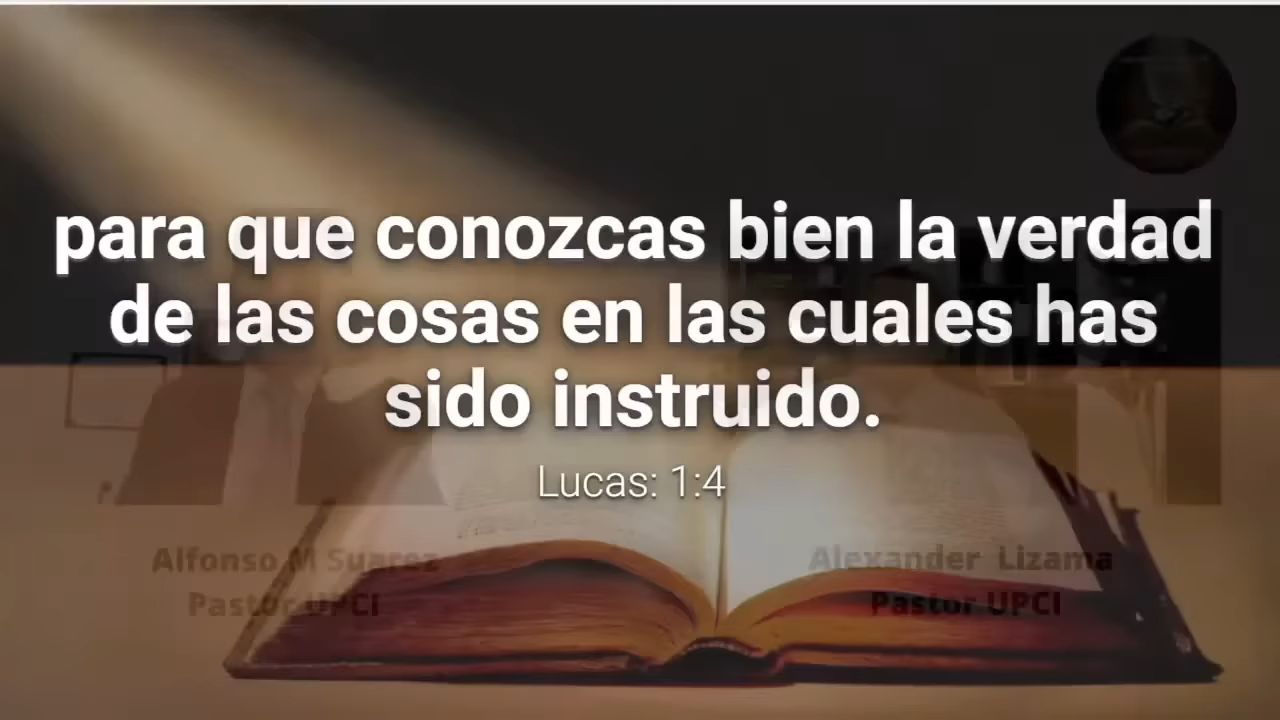 para que conozcas bien la verdad
de las cosas en las cuales has
sido instruido.
Lucas: 1:4
Alfonso M Suarez
Alexander Lizama
Pastor UPCI
Pastor UPCI